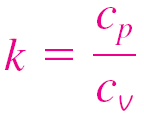 k = c_p / c_v